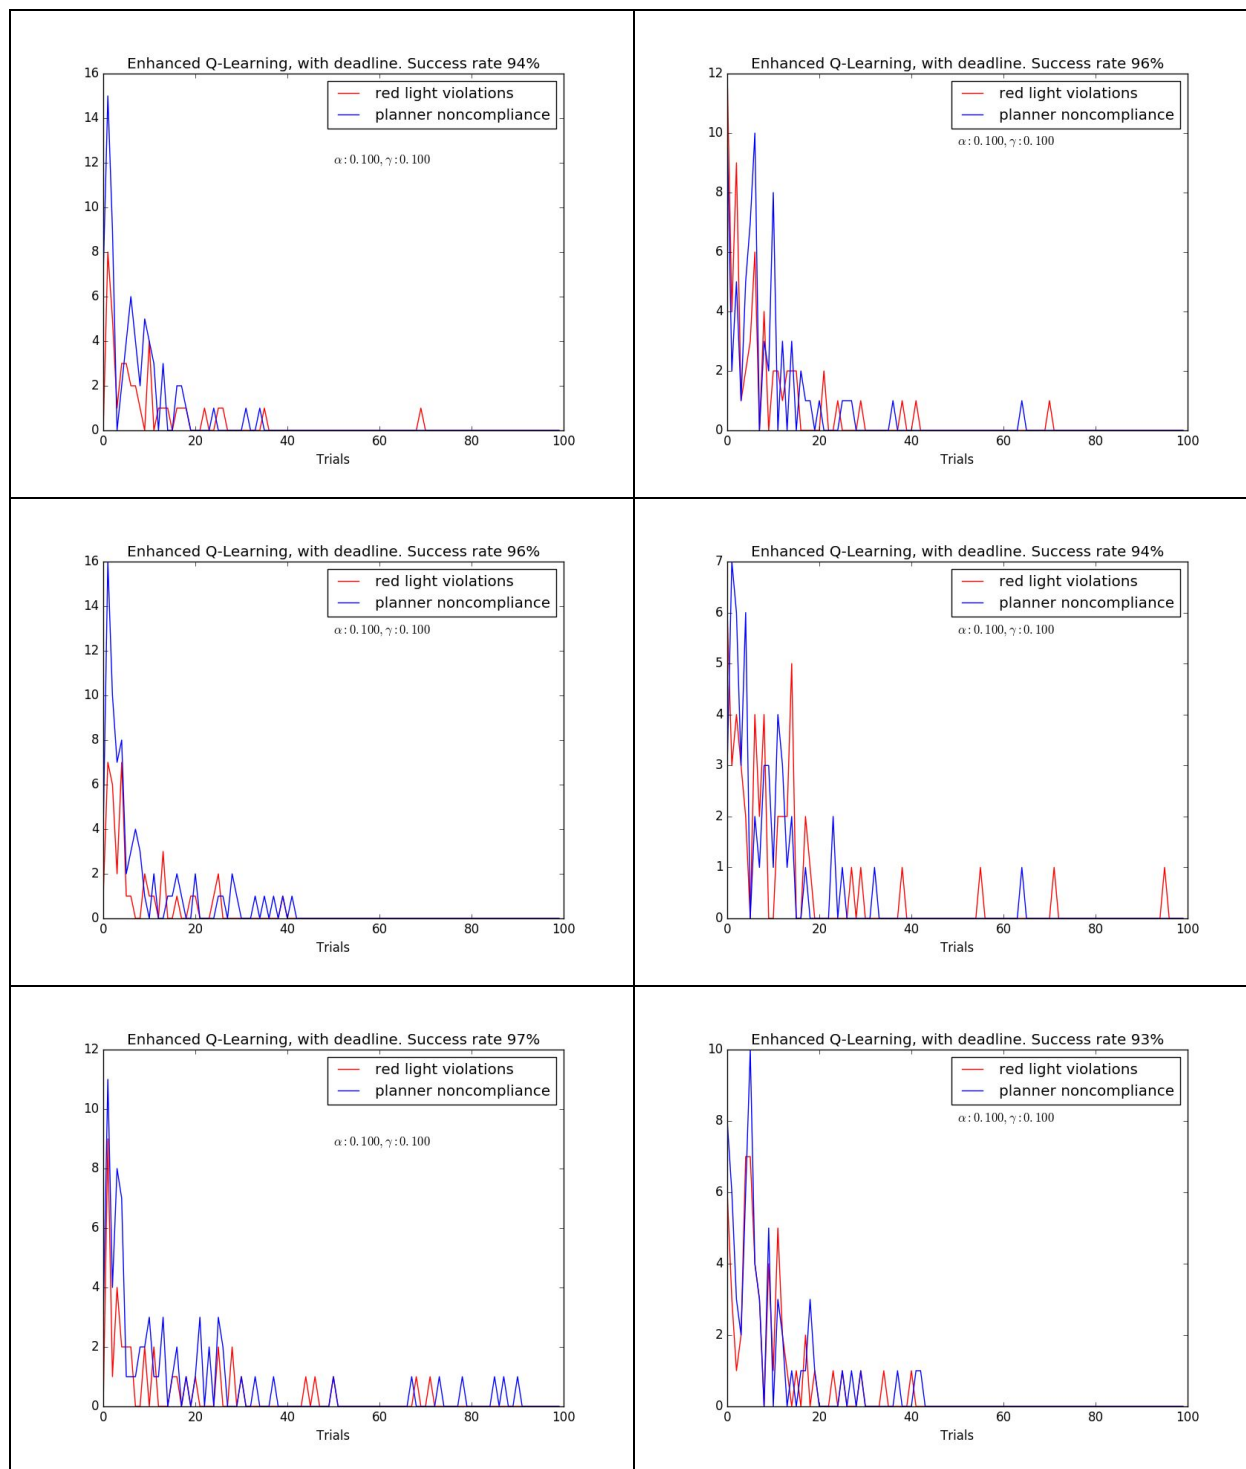 Enhanced Q-Learning, with deadline. Success rate 94%
16
14
12
10
8
6
4
2
0
red light violations
planner noncompliance
α:0.100,γ:0.100
0 20 40 60 80 100
Trials
Enhanced Q-Learning, with deadline. Success rate 96%
12
10
8
6
4
2
0
red light violations
planner noncompliance
α:0.100,γ:0.100
0 20 40 60 80 100
Trials
Enhanced Q-Learning, with deadline. Success rate 96%
16
14
12
10
8
6
4
2
0
red light violations
planner noncompliance
α:0.100,γ:0.100
0 20 40 60 80 100
Trials
Enhanced Q-Learning, with deadline. Success rate 94%
7
6
5
4
3
2
1
0
red light violations
planner noncompliance
α:0.100,γ:0.100
0 20 40 60 80 100
Trials
Enhanced Q-Learning, with deadline. Success rate 97%
12
10
8
6
4
2
0
red light violations
planner noncompliance
α:0.100,γ:0.100
0 20 40 60 80 100
Trials
Enhanced Q-Learning, with deadline. Success rate 93%
10
8
6
4
2
0
red light violations
planner noncompliance
α:0.100,γ:0.100
0 20 40 60 80 100
Trials